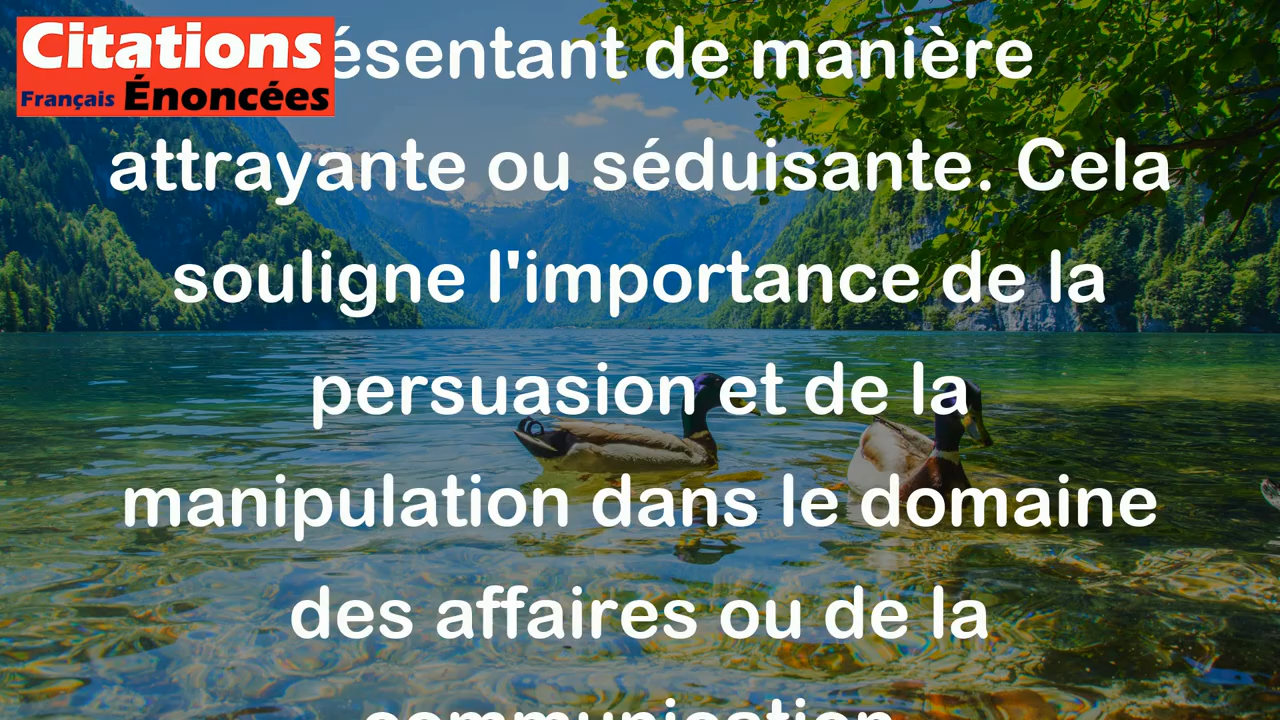 Citations
Français Énoncées
ésentant de manière
attrayante ou séduisante. Cela
souligne l'importance de la
persuasion et de la
manipulation dans le domaine
des affaires ou de la
communication